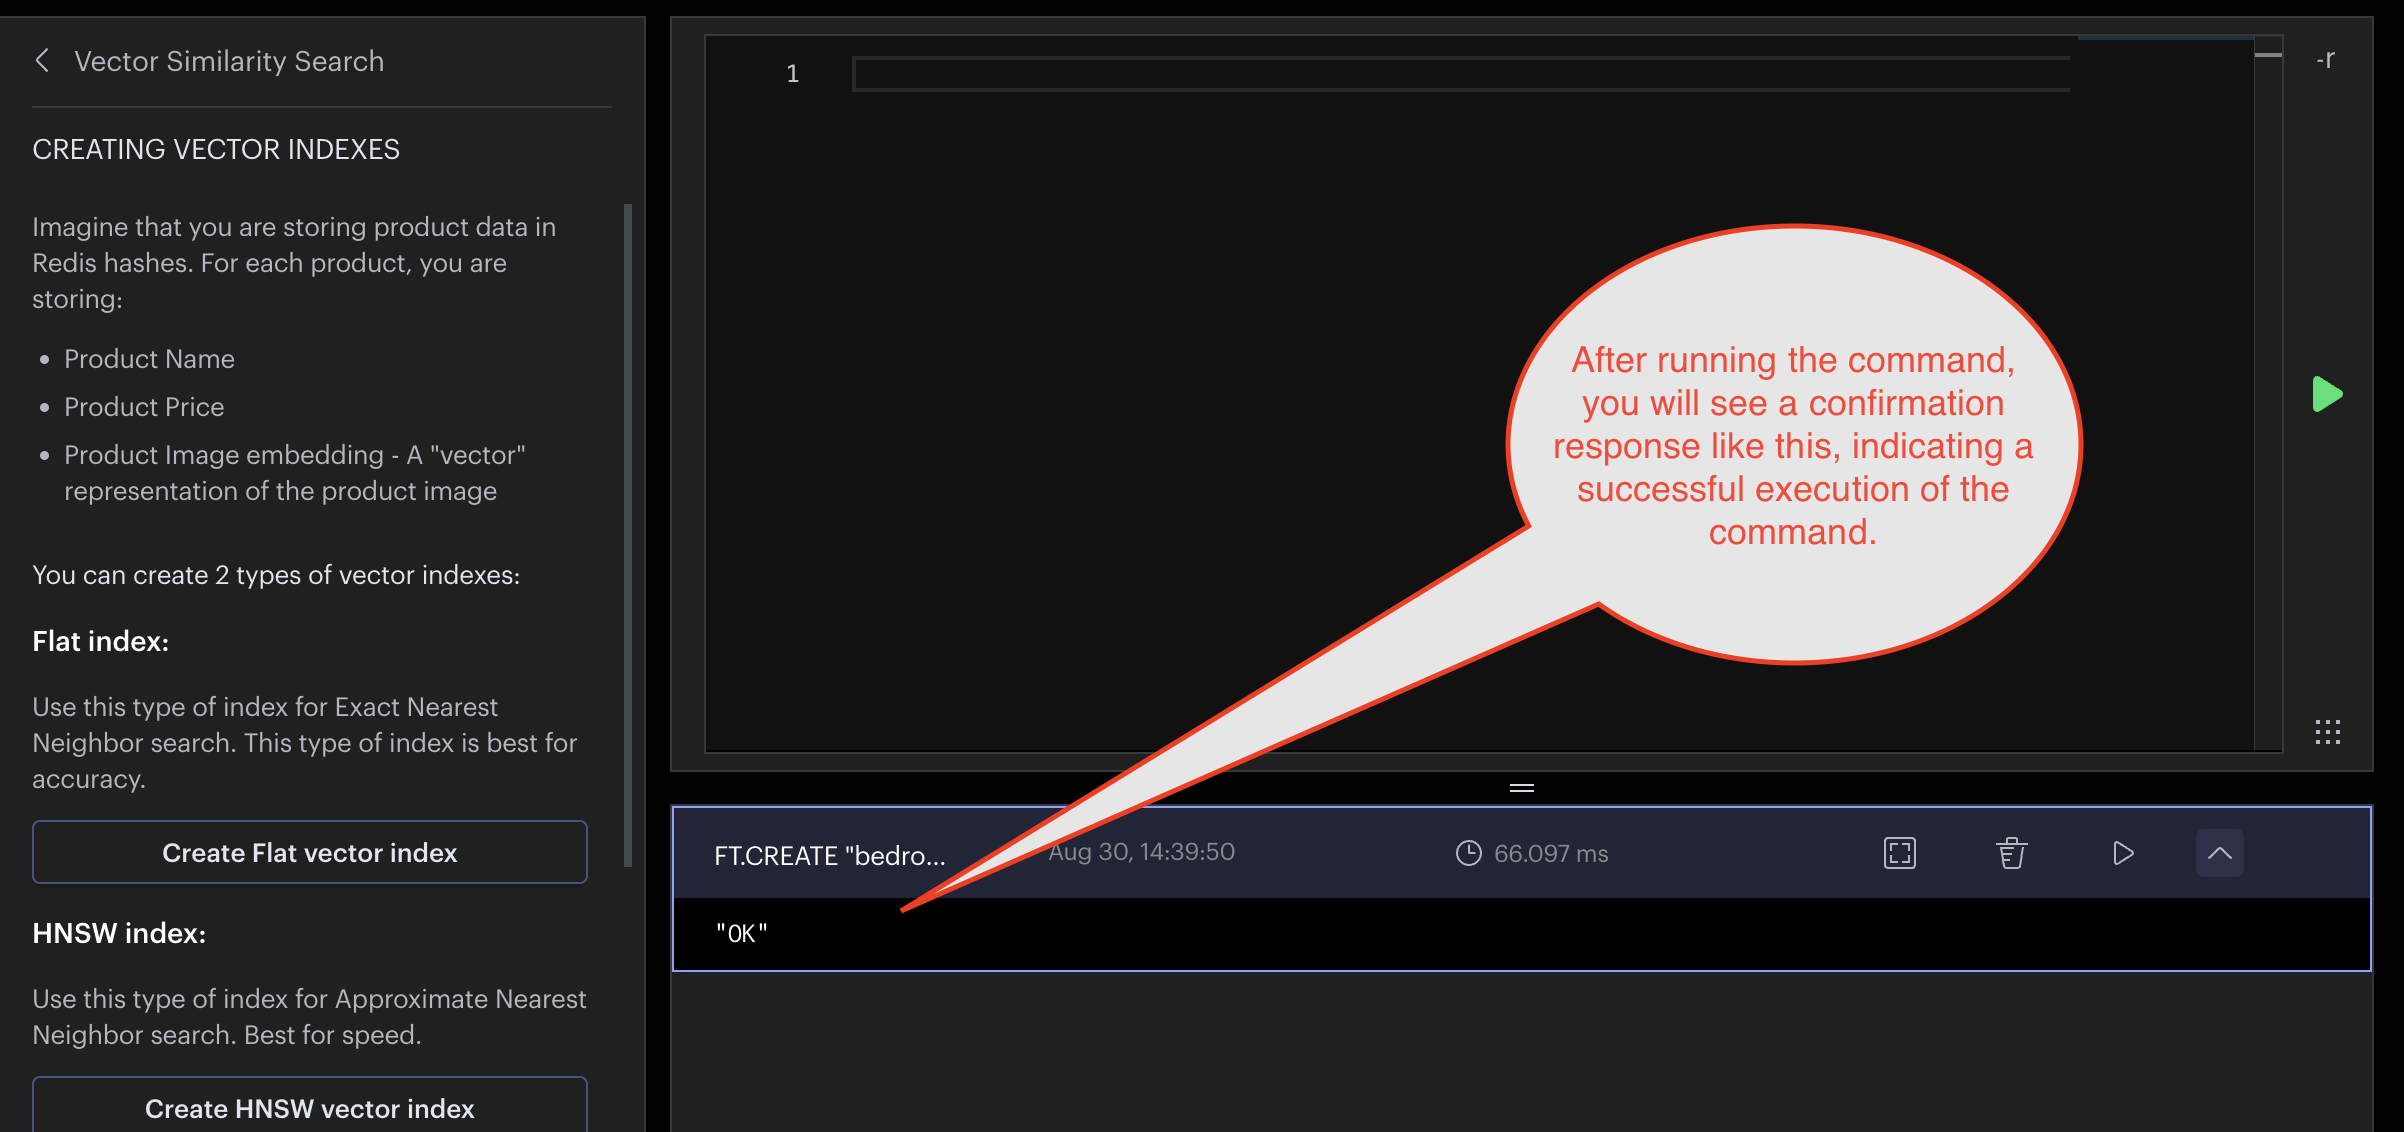 Vector Similarity Search
CREATING VECTOR INDEXES
Imagine that you are storing product data in
Redis hashes. For each product, you are
storing:
• Product Name
• Product Price
• Product Image embedding - A "vector"
representation of the product image
You can create 2 types of vector indexes:
Flat index:
Use this type of index for Exact Nearest
Neighbor search. This type of index is best for
accuracy.
Create Flat vector index
HNSW index:
Use this type of index for Approximate Nearest
Neighbor search. Best for speed.
Create HNSW vector index
1
-r
After running the command,
you will see a confirmation
response like this, indicating a
successful execution of the
command.
FT.CREATE "bedro... Aug 30, 14:39:50 66.097 ms
"OK"